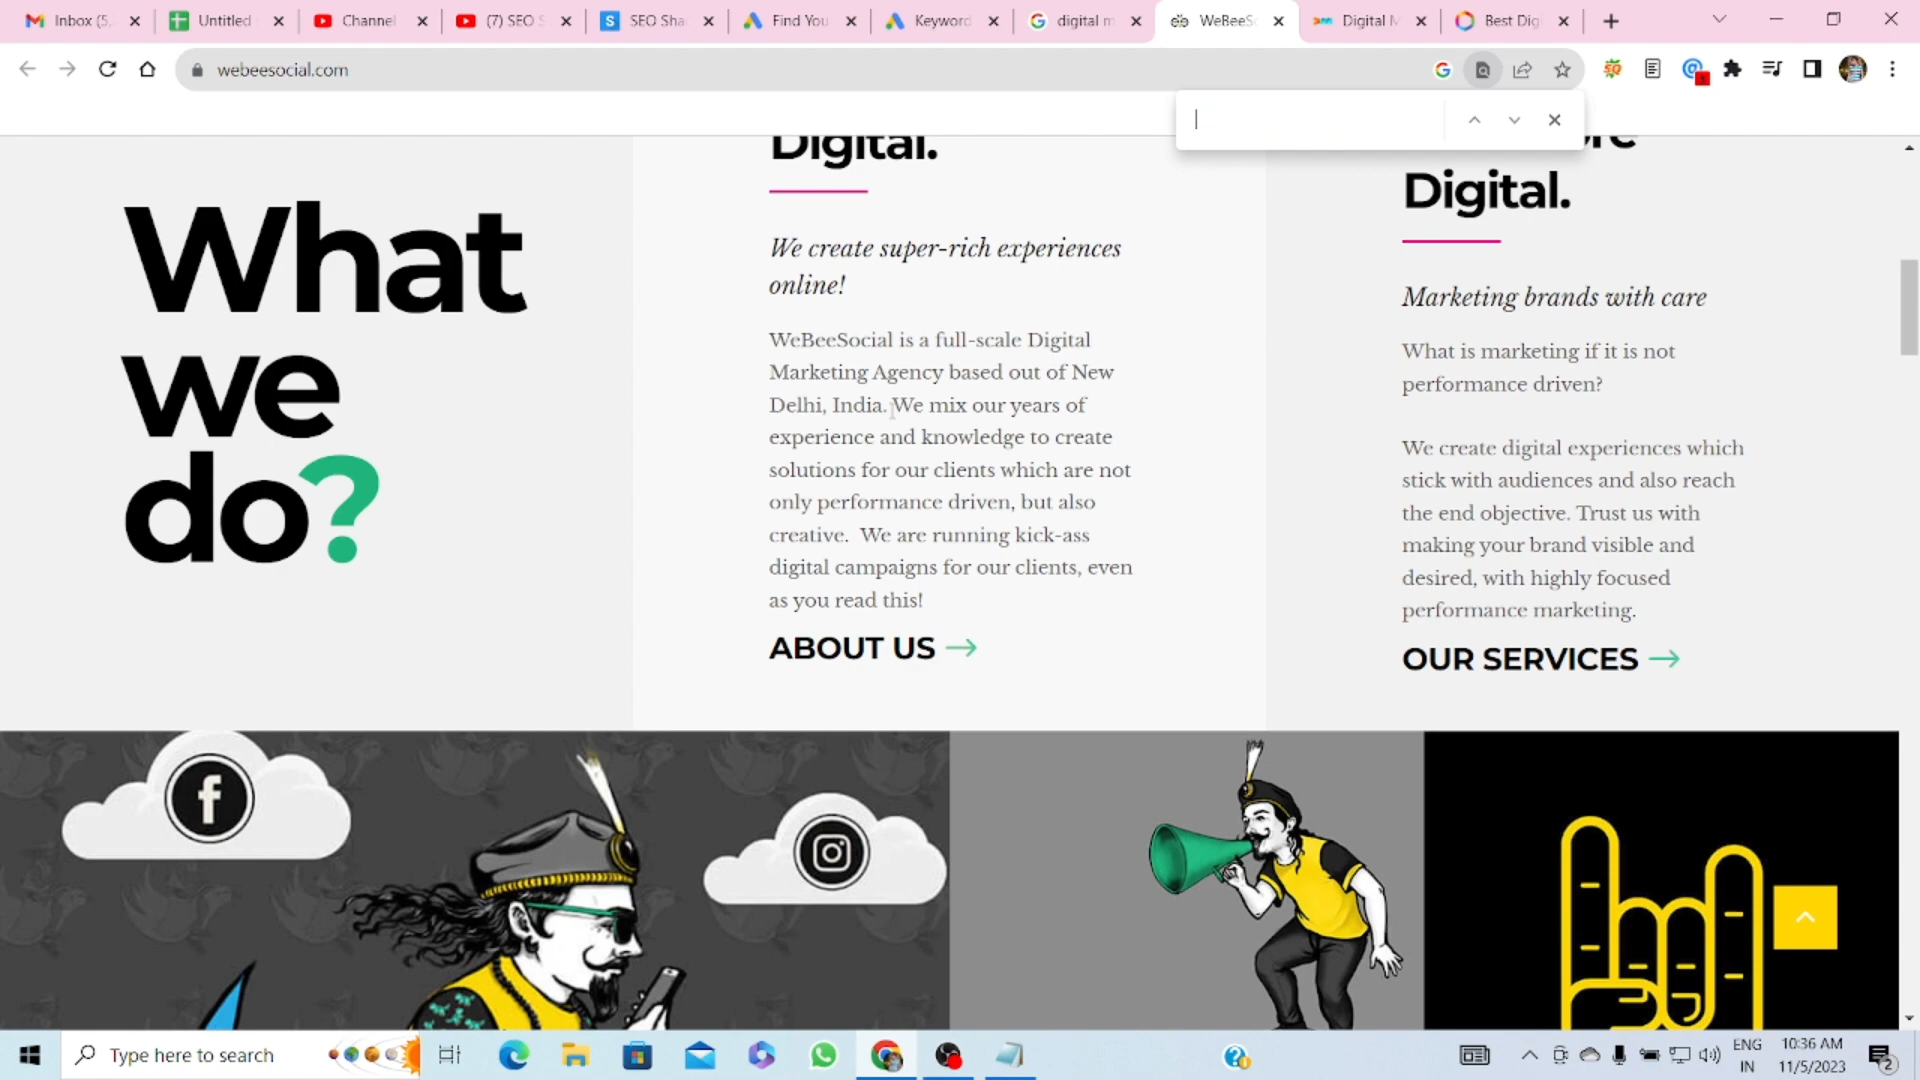 Inbox (5,
Untitled
Channel
(7) SEO S
SEO Sha
Find You
Keyword
digital m
WeBeeSo
Digital M
Best Digi
webeesocial.com
What
we
do?
Digital.
We create super-rich experiences
online!
WeBeeSocial is a full-scale Digital
Marketing Agency based out of New
Delhi, India. We mix our years of
experience and knowledge to create
solutions for our clients which are not
only performance driven, but also
creative.  We are running kick-ass
digital campaigns for our clients, even
as you read this!
ABOUT US
Digital.
Marketing brands with care
What is marketing if it is not
performance driven?
We create digital experiences which
stick with audiences and also reach
the end objective. Trust us with
making your brand visible and
desired, with highly focused
performance marketing.
OUR SERVICES
Type here to search
ENG
IN
10:36 AM
11/5/2023
2